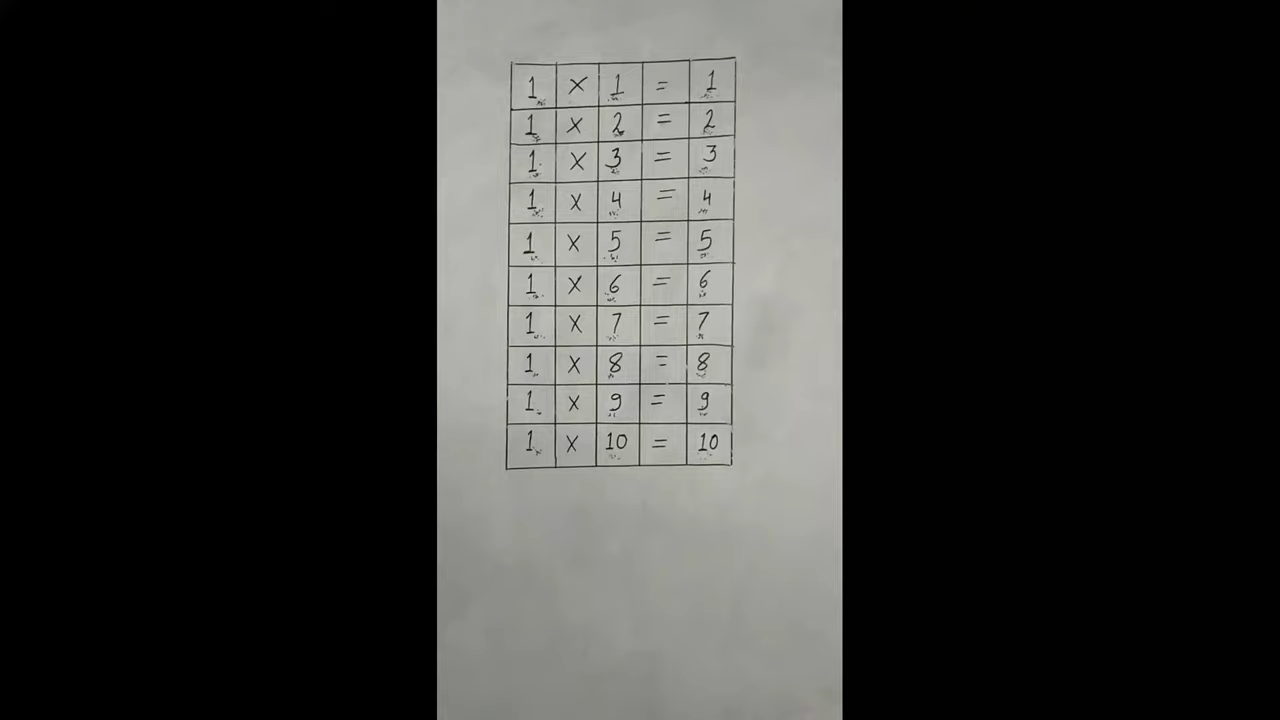 1 × 1 = 1
1 × 2 = 2
1 × 3 = 3
1 × 4 = 4
1 × 5 = 5
1 × 6 = 6
1 × 7 = 7
1 × 8 = 8
1 × 9 = 9
1 × 10 = 10